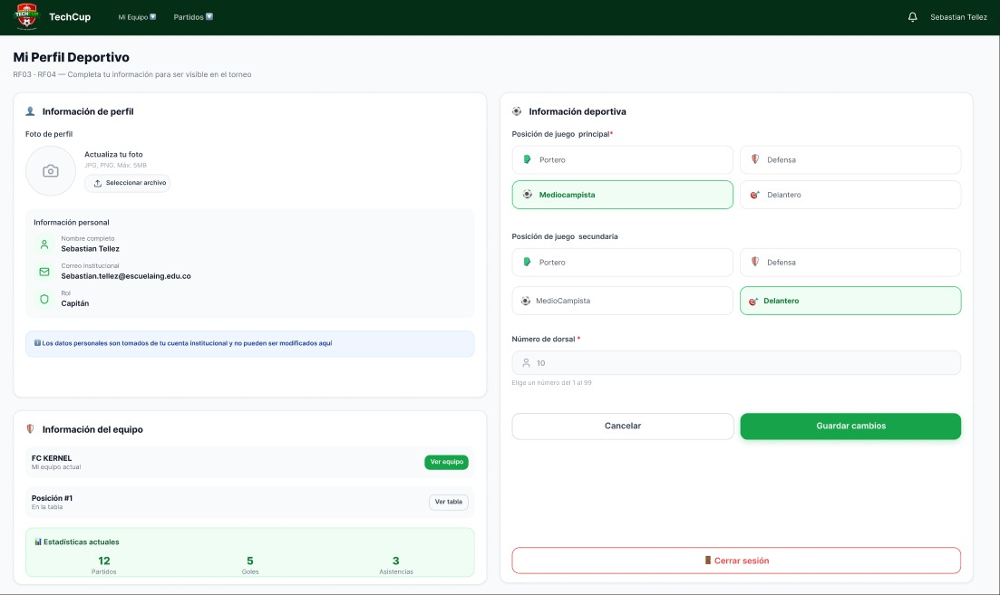 TECHCUP
TechCup
Mi Equipo
Partidos
Sebastian Tellez
Mi Perfil Deportivo
RF03 - RF04 — Completa tu información para ser visible en el torneo
Información de perfil
Foto de perfil
Actualiza tu foto
JPG, PNG. Máx: 5MB
Seleccionar archivo
Información personal
Nombre completo
Sebastian Tellez
Correo institucional
Sebastian.tellez@escuelaing.edu.co
Rol
Capitán
Los datos personales son tomados de tu cuenta institucional y no pueden ser modificados aquí
Información del equipo
FC KERNEL
Mi equipo actual
Ver equipo
Posición #1
En la tabla
Ver tabla
Estadísticas actuales
12
Partidos
5
Goles
3
Asistencias
Información deportiva
Posición de juego principal*
Portero
Defensa
Mediocampista
Delantero
Posición de juego secundaria
Portero
Defensa
MedioCampista
Delantero
Número de dorsal *
10
Elige un número del 1 al 99
Cancelar
Guardar cambios
Cerrar sesión